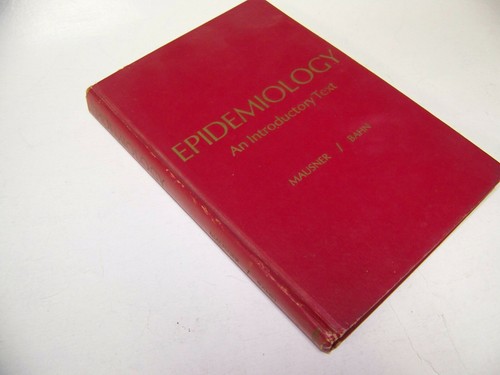 EPIDEMIOLOGY
An Introductory Text
MAUSNER / BAHN